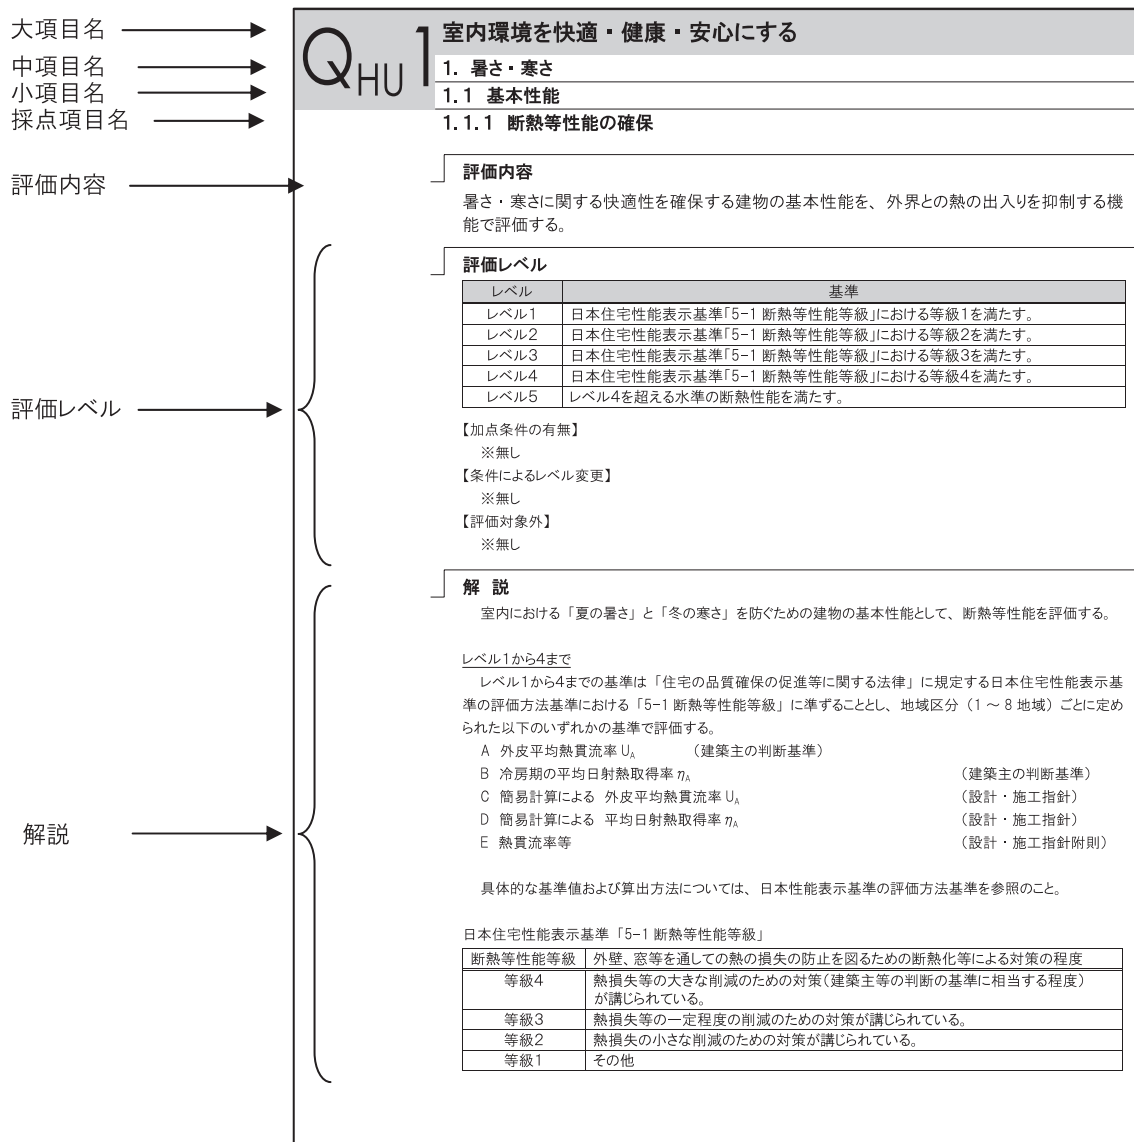 大項目名
中項目名
小項目名
採点項目名
評価内容
評価レベル
解説
QHU1
室内環境を快適・健康・安心にする
1. 暑さ・寒さ
1.1 基本性能
1.1.1 断熱等性能の確保
評価内容
暑さ・寒さに関する快適性を確保する建物の基本性能を、外界との熱の出入りを抑制する機
能で評価する。
評価レベル
レベル 基準
レベル1 日本住宅性能表示基準「5-1 断熱等性能等級」における等級1を満たす。
レベル2 日本住宅性能表示基準「5-1 断熱等性能等級」における等級2を満たす。
レベル3 日本住宅性能表示基準「5-1 断熱等性能等級」における等級3を満たす。
レベル4 日本住宅性能表示基準「5-1 断熱等性能等級」における等級4を満たす。
レベル5 レベル4を超える水準の断熱性能を満たす。
【加点条件の有無】
※無し
【条件によるレベル変更】
※無し
【評価対象外】
※無し
解 説
室内における「夏の暑さ」と「冬の寒さ」を防ぐための建物の基本性能として、断熱等性能を評価する。
レベル1から4まで
レベル1から4までの基準は「住宅の品質確保の促進等に関する法律」に規定する日本住宅性能表示基
準の評価方法基準における「5-1 断熱等性能等級」に準ずることとし、地域区分（1 ～ 8 地域）ごとに定め
られた以下のいずれかの基準で評価する。
A 外皮平均熱貫流率 UA （建築主の判断基準）
B 冷房期の平均日射熱取得率 ηA （建築主の判断基準）
C 簡易計算による 外皮平均熱貫流率 UA （設計・施工指針）
D 簡易計算による 平均日射熱取得率 ηA （設計・施工指針）
E 熱貫流率等 （設計・施工指針附則）
具体的な基準値および算出方法については、日本性能表示基準の評価方法基準を参照のこと。
日本住宅性能表示基準「5-1 断熱等性能等級」
断熱等性能等級 外壁、窓等を通しての熱の損失の防止を図るための断熱化等による対策の程度
等級4 熱損失等の大きな削減のための対策（建築主等の判断の基準に相当する程度）
が講じられている。
等級3 熱損失等の一定程度の削減のための対策が講じられている。
等級2 熱損失の小さな削減のための対策が講じられている。
等級1 その他